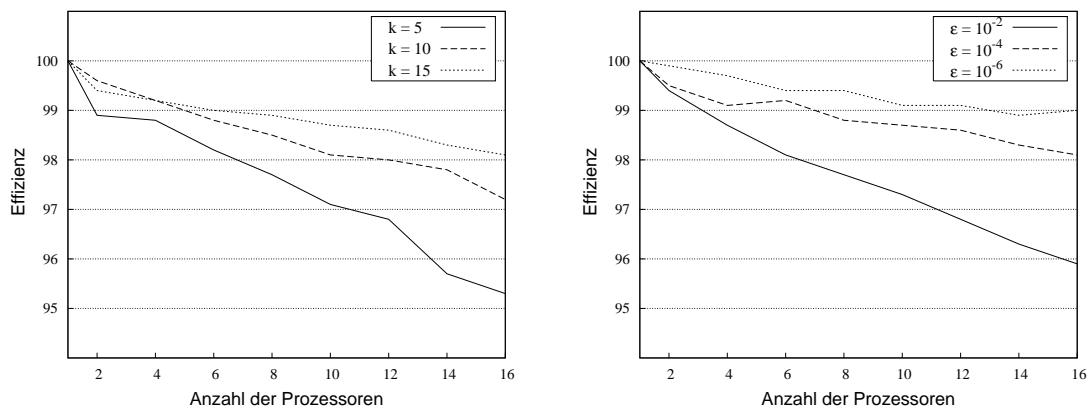 k = 5
k = 10
k = 15
100
99
98
97
96
95
Effizienz
2 4 6 8 10 12 14 16
Anzahl der Prozessoren
ε = 10⁻²
ε = 10⁻⁴
ε = 10⁻⁶
100
99
98
97
96
95
Effizienz
2 4 6 8 10 12 14 16
Anzahl der Prozessoren